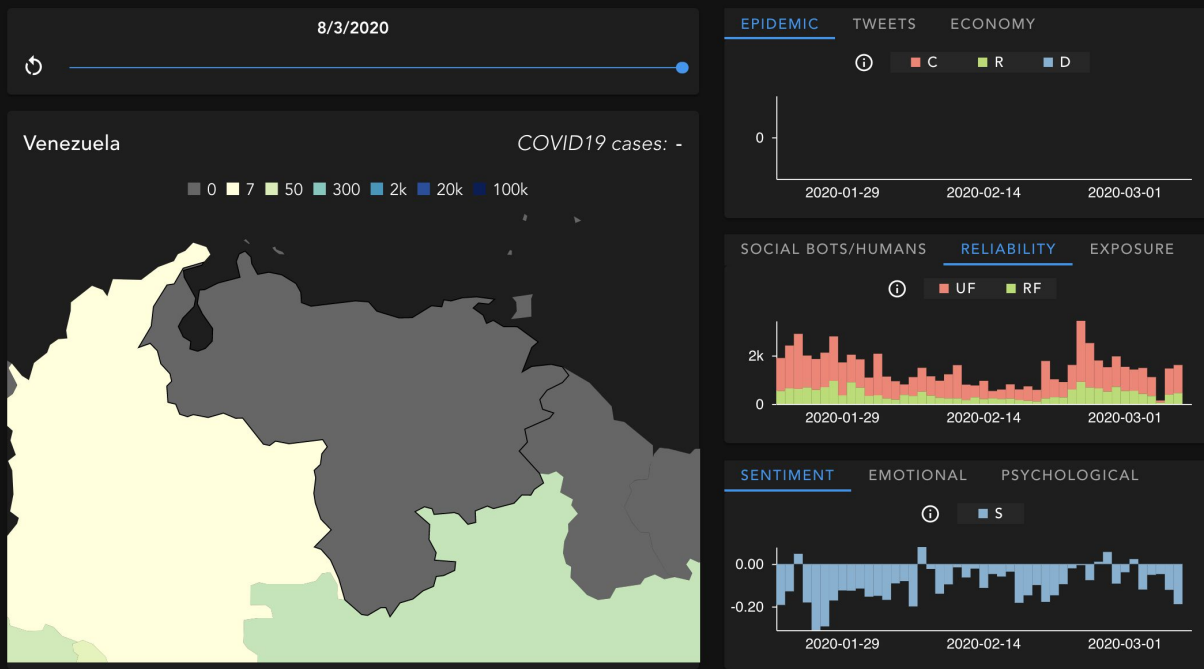 8/3/2020
Venezuela
COVID19 cases: -
0 7 50 300 2k 20k 100k
EPIDEMIC TWEETS ECONOMY
C R D
0
2020-01-29 2020-02-14 2020-03-01
SOCIAL BOTS/HUMANS RELIABILITY EXPOSURE
UF RF
2k
0
2020-01-29 2020-02-14 2020-03-01
SENTIMENT EMOTIONAL PSYCHOLOGICAL
S
0.00
-0.20
2020-01-29 2020-02-14 2020-03-01